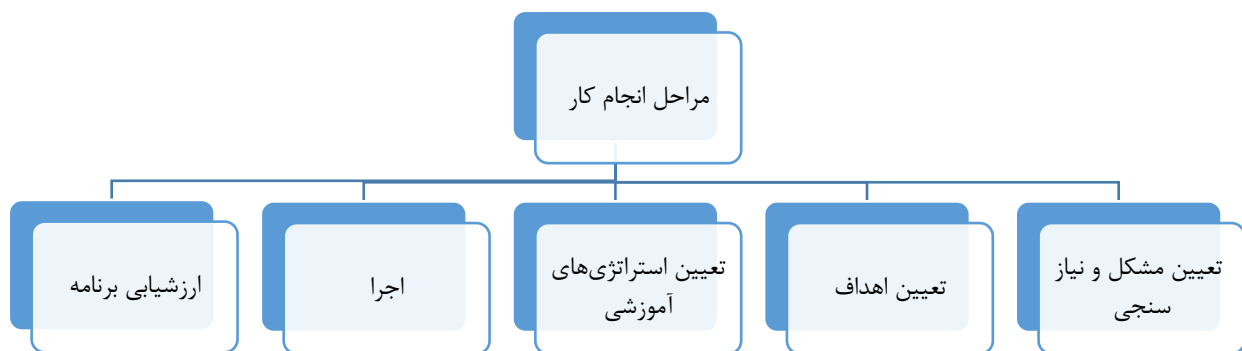 مراحل انجام کار
تعیین مشکل و نیاز
سنجی
تعیین اهداف
تعیین استراتژی‌های
آموزشی
اجرا
ارزشیابی برنامه